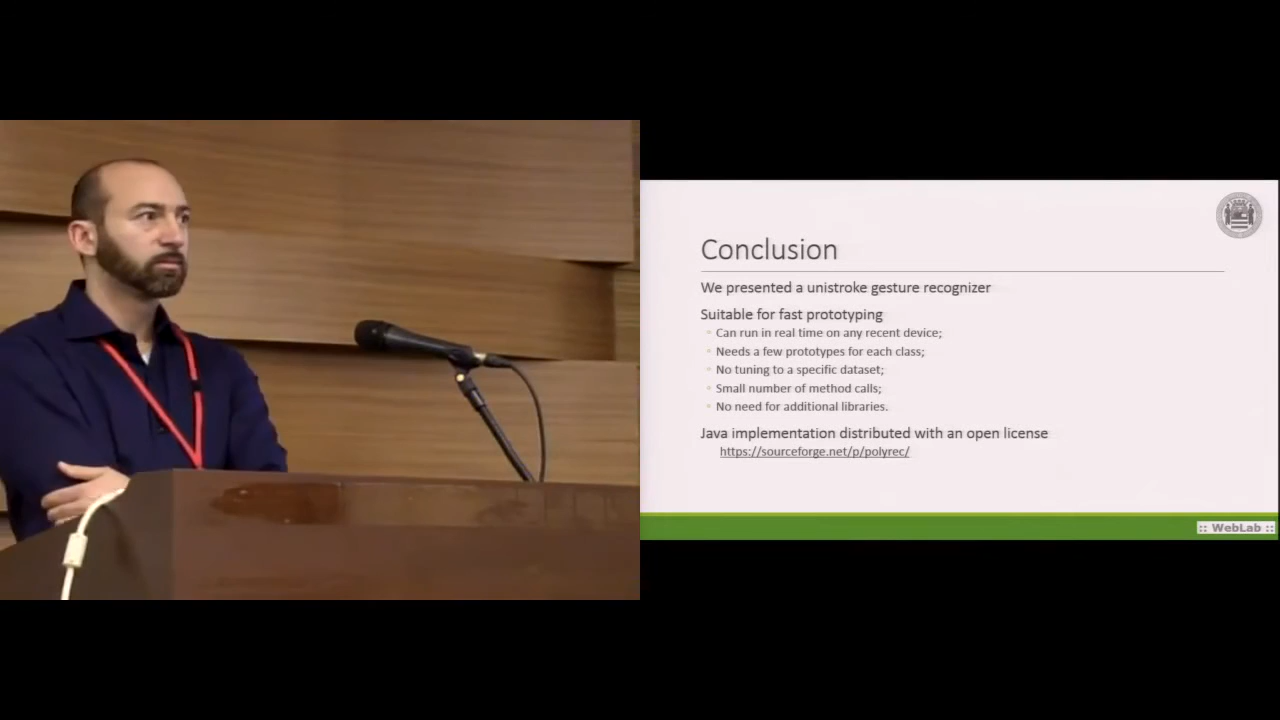 Conclusion
We presented a unistroke gesture recognizer
Suitable for fast prototyping
Can run in real time on any recent device;
Needs a few prototypes for each class;
No tuning to a specific dataset;
Small number of method calls;
No need for additional libraries.
Java implementation distributed with an open license
https://sourceforge.net/p/polyrec/
:: WebLab ::